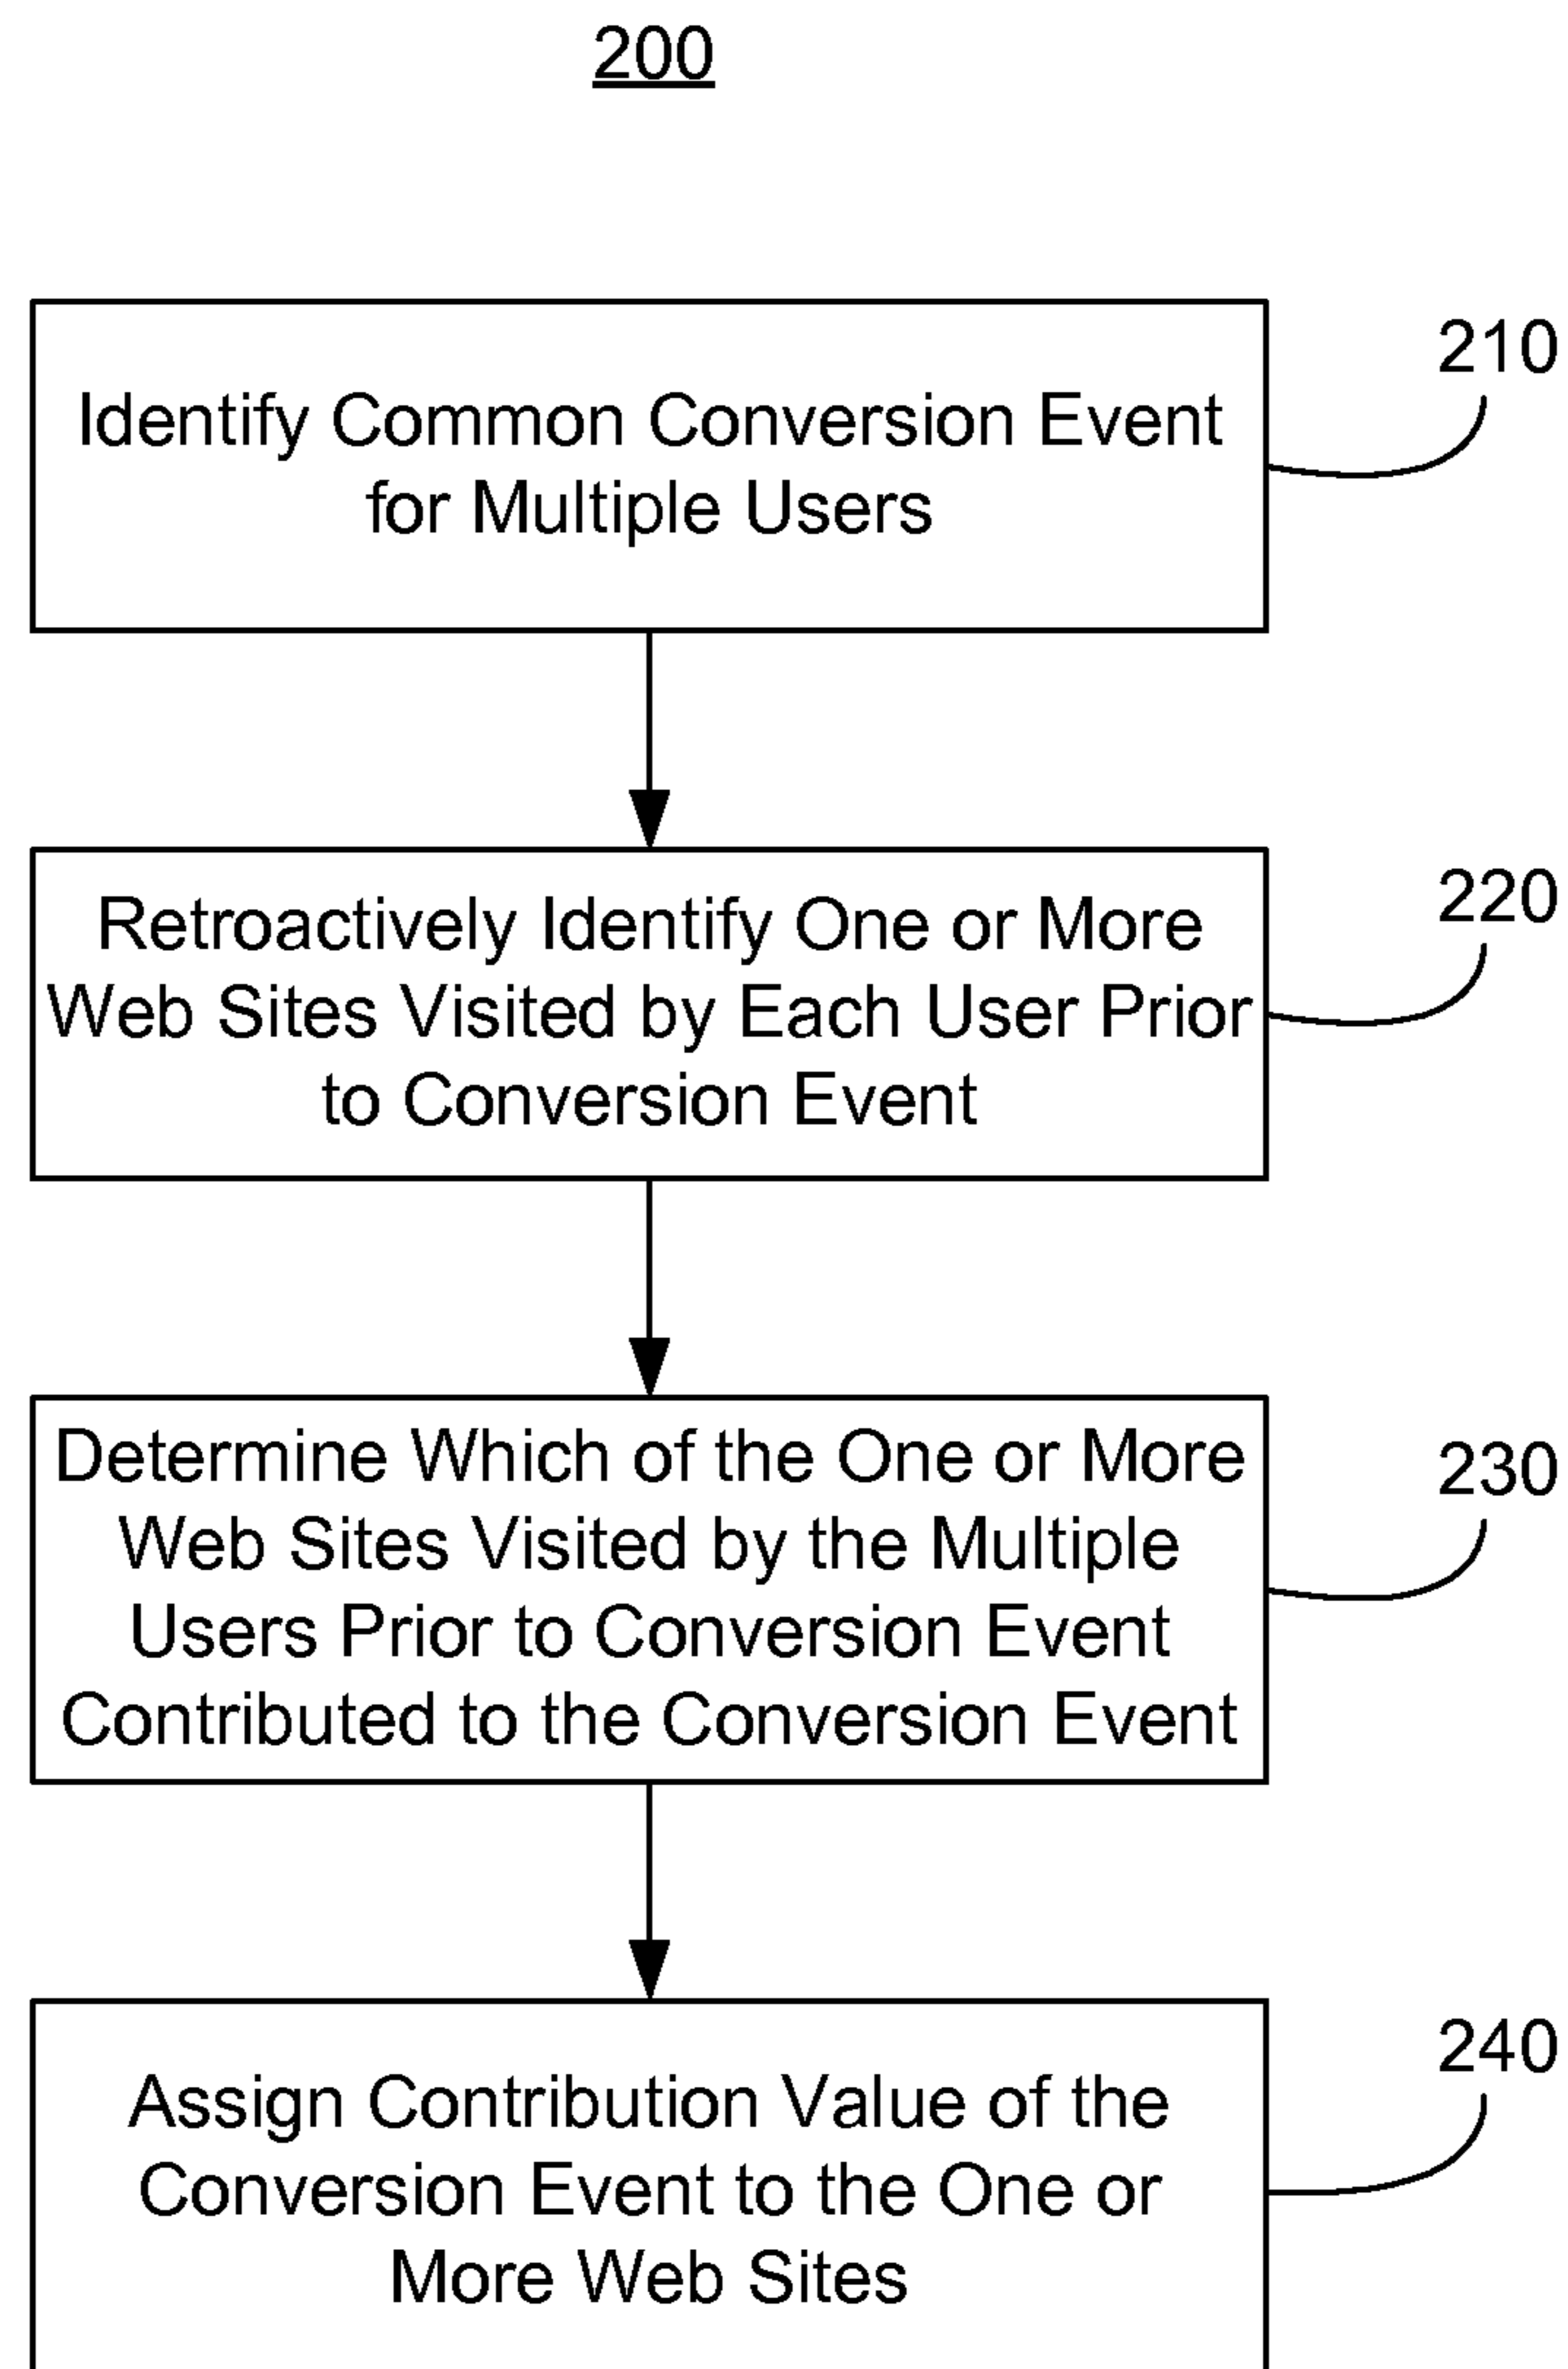 200
210
Identify Common Conversion Event
for Multiple Users
220
Retroactively Identify One or More
Web Sites Visited by Each User Prior
to Conversion Event
230
Determine Which of the One or More
Web Sites Visited by the Multiple
Users Prior to Conversion Event
Contributed to the Conversion Event
240
Assign Contribution Value of the
Conversion Event to the One or
More Web Sites